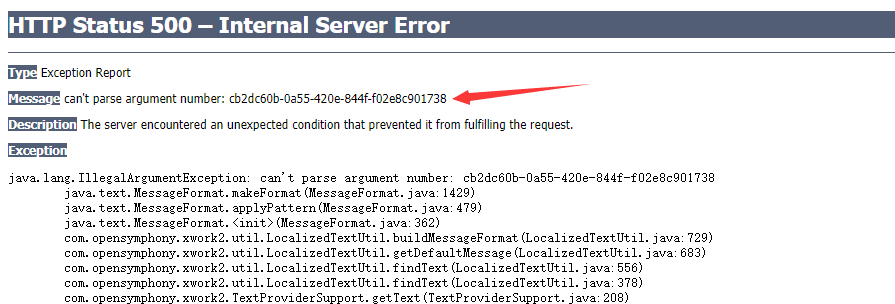 HTTP Status 500 – Internal Server Error
Type Exception Report
Message can't parse argument number: cb2dc60b-0a55-420e-844f-f02e8c901738
Description The server encountered an unexpected condition that prevented it from fulfilling the request.
Exception
java.lang.IllegalArgumentException: can't parse argument number: cb2dc60b-0a55-420e-844f-f02e8c901738
java.text.MessageFormat.makeFormat(MessageFormat.java:1429)
java.text.MessageFormat.applyPattern(MessageFormat.java:479)
java.text.MessageFormat.<init>(MessageFormat.java:362)
com.opensymphony.xwork2.util.LocalizedTextUtil.buildMessageFormat(LocalizedTextUtil.java:729)
com.opensymphony.xwork2.util.LocalizedTextUtil.getDefaultMessage(LocalizedTextUtil.java:683)
com.opensymphony.xwork2.util.LocalizedTextUtil.findText(LocalizedTextUtil.java:556)
com.opensymphony.xwork2.util.LocalizedTextUtil.findText(LocalizedTextUtil.java:378)
com.opensymphony.xwork2.TextProviderSupport.getText(TextProviderSupport.java:208)